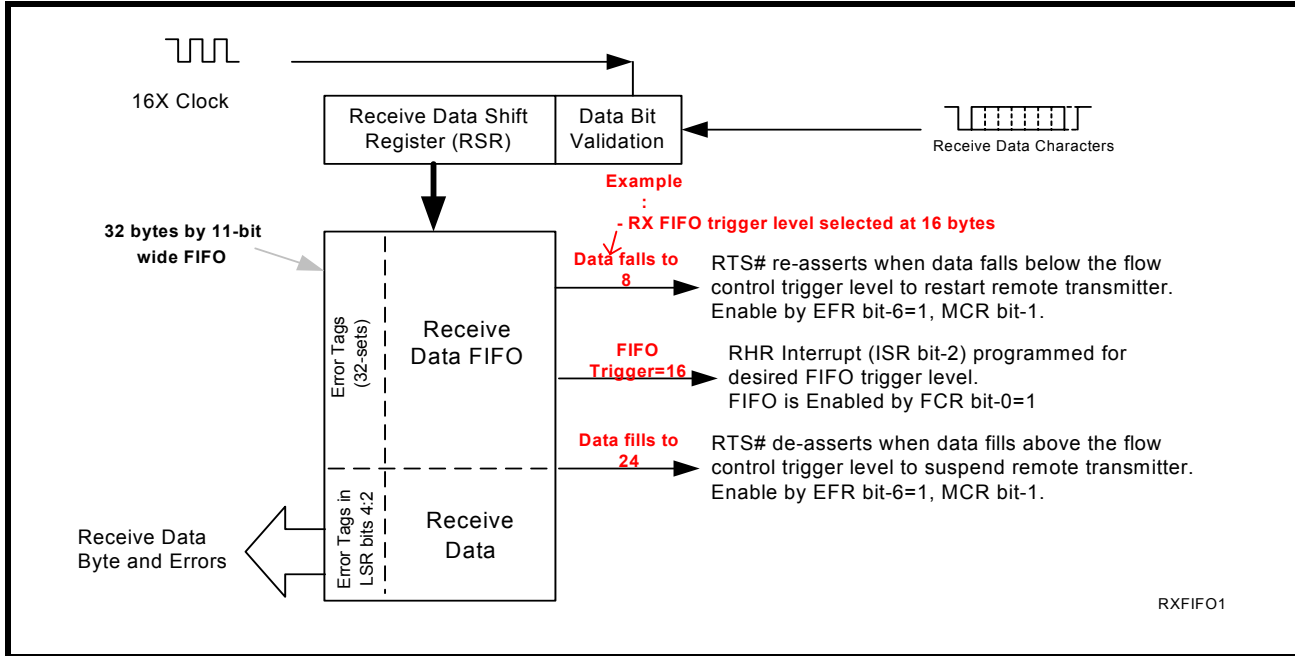 16X Clock
Receive Data Shift
Register (RSR)
Data Bit
Validation
Receive Data Characters
Example
:
- RX FIFO trigger level selected at 16 bytes
32 bytes by 11-bit
wide FIFO
Error Tags
(32-sets)
Receive
Data FIFO
Data falls to
8
RTS# re-asserts when data falls below the flow
control trigger level to restart remote transmitter.
Enable by EFR bit-6=1, MCR bit-1.
FIFO
Trigger=16
RHR Interrupt (ISR bit-2) programmed for
desired FIFO trigger level.
FIFO is Enabled by FCR bit-0=1
Data fills to
24
RTS# de-asserts when data fills above the flow
control trigger level to suspend remote transmitter.
Enable by EFR bit-6=1, MCR bit-1.
Error Tags in
LSR bits 4:2
Receive
Data
Receive Data
Byte and Errors
RXFIFO1